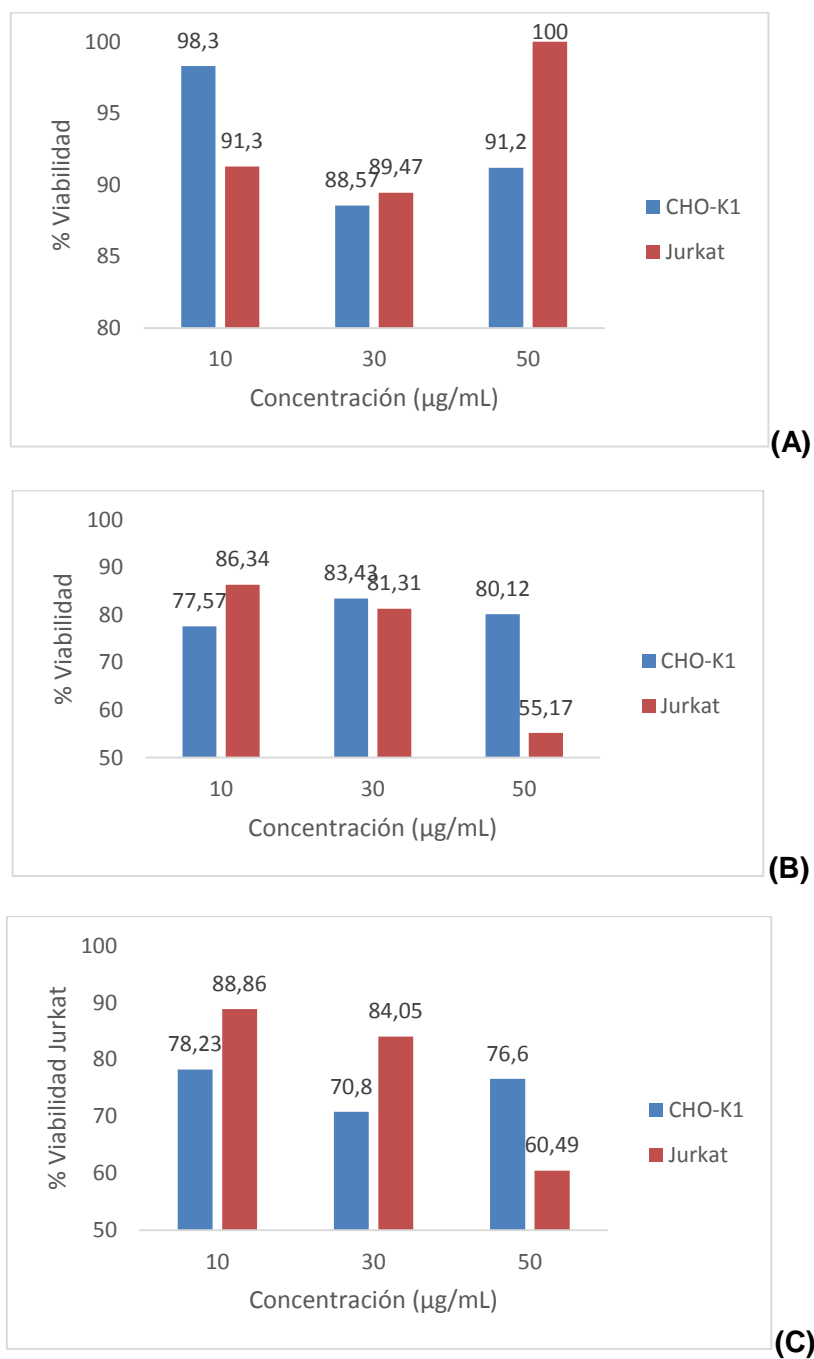 100
98,3
100
95
91,3
91,2
89,47
88,57
90
85
80
% Viabilidad
10
30
50
Concentración (µg/mL)
CHO-K1
Jurkat
(A)
100
90
86,34
83,43
81,31
80,12
77,57
80
70
60
55,17
50
% Viabilidad
10
30
50
Concentración (µg/mL)
CHO-K1
Jurkat
(B)
100
88,86
90
84,05
78,23
76,6
80
70,8
70
60,49
60
50
% Viabilidad Jurkat
10
30
50
Concentración (µg/mL)
CHO-K1
Jurkat
(C)